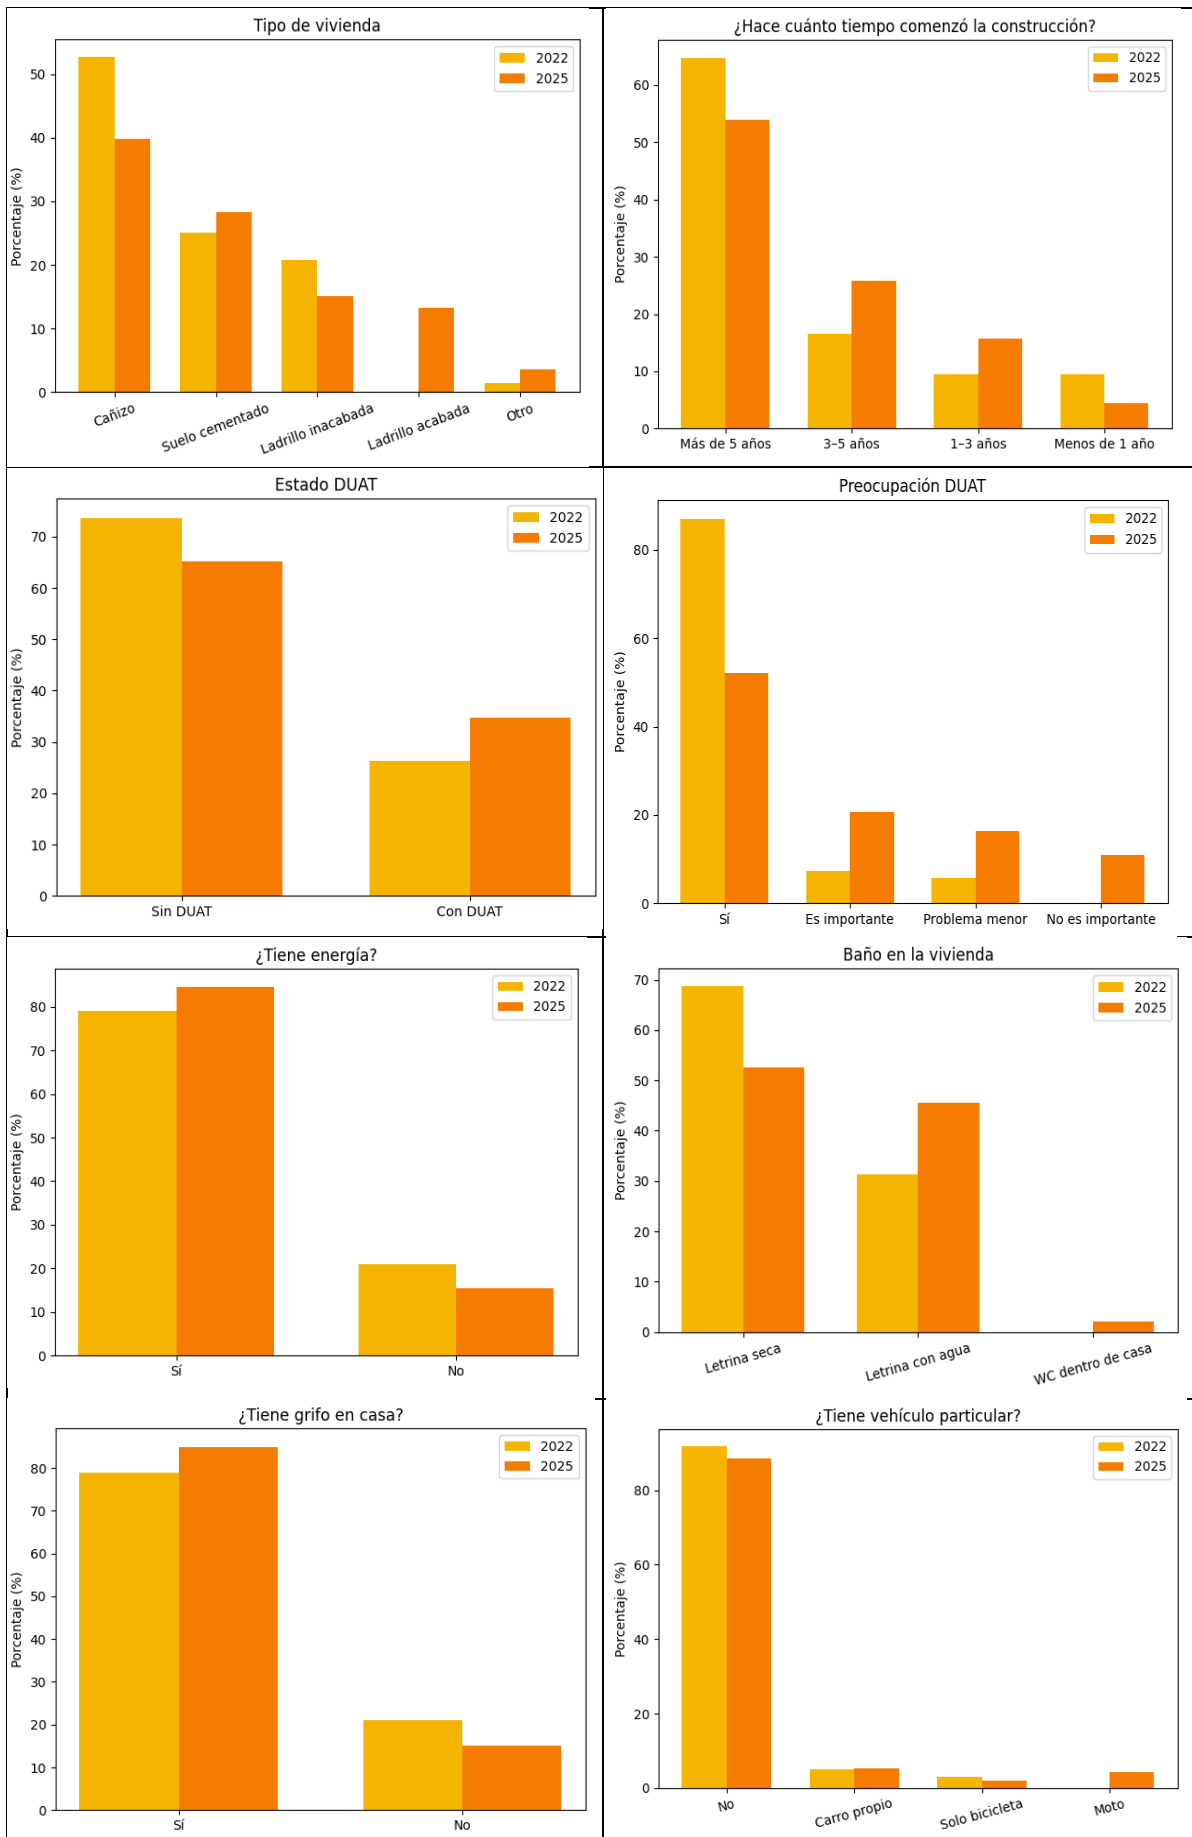 Tipo de vivienda
2022
2025
Porcentaje (%)
50
40
30
20
10
0
Cañizo
Suelo cementado
Ladrillo inacabada
Ladrillo acabada
Otro
¿Hace cuánto tiempo comenzó la construcción?
2022
2025
Porcentaje (%)
60
50
40
30
20
10
0
Más de 5 años
3–5 años
1–3 años
Menos de 1 año
Estado DUAT
2022
2025
Porcentaje (%)
70
60
50
40
30
20
10
0
Sin DUAT
Con DUAT
Preocupación DUAT
2022
2025
Porcentaje (%)
80
60
40
20
0
Sí
Es importante
Problema menor
No es importante
¿Tiene energía?
2022
2025
Porcentaje (%)
80
70
60
50
40
30
20
10
0
Sí
No
Baño en la vivienda
2022
2025
Porcentaje (%)
70
60
50
40
30
20
10
0
Letrina seca
Letrina con agua
WC dentro de casa
¿Tiene grifo en casa?
2022
2025
Porcentaje (%)
80
70
60
50
40
30
20
10
0
Sí
No
¿Tiene vehículo particular?
2022
2025
Porcentaje (%)
80
60
40
20
0
No
Carro propio
Solo bicicleta
Moto